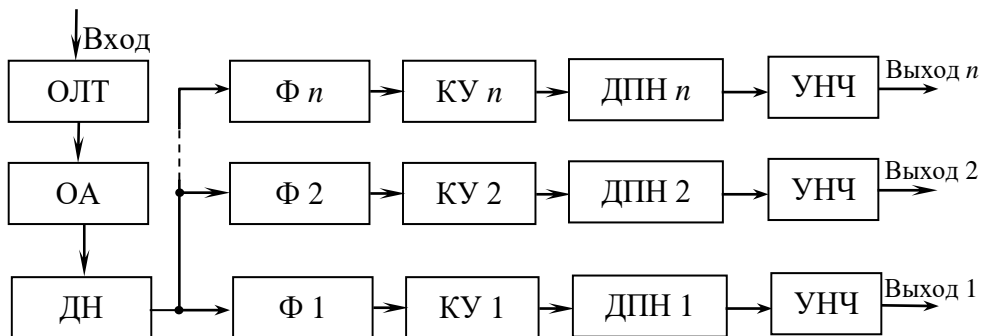 Вход
ОЛТ
Ф n
КУ n
ДПН n
УНЧ
Выход n
ОА
Ф 2
КУ 2
ДПН 2
УНЧ
Выход 2
ДН
Ф 1
КУ 1
ДПН 1
УНЧ
Выход 1